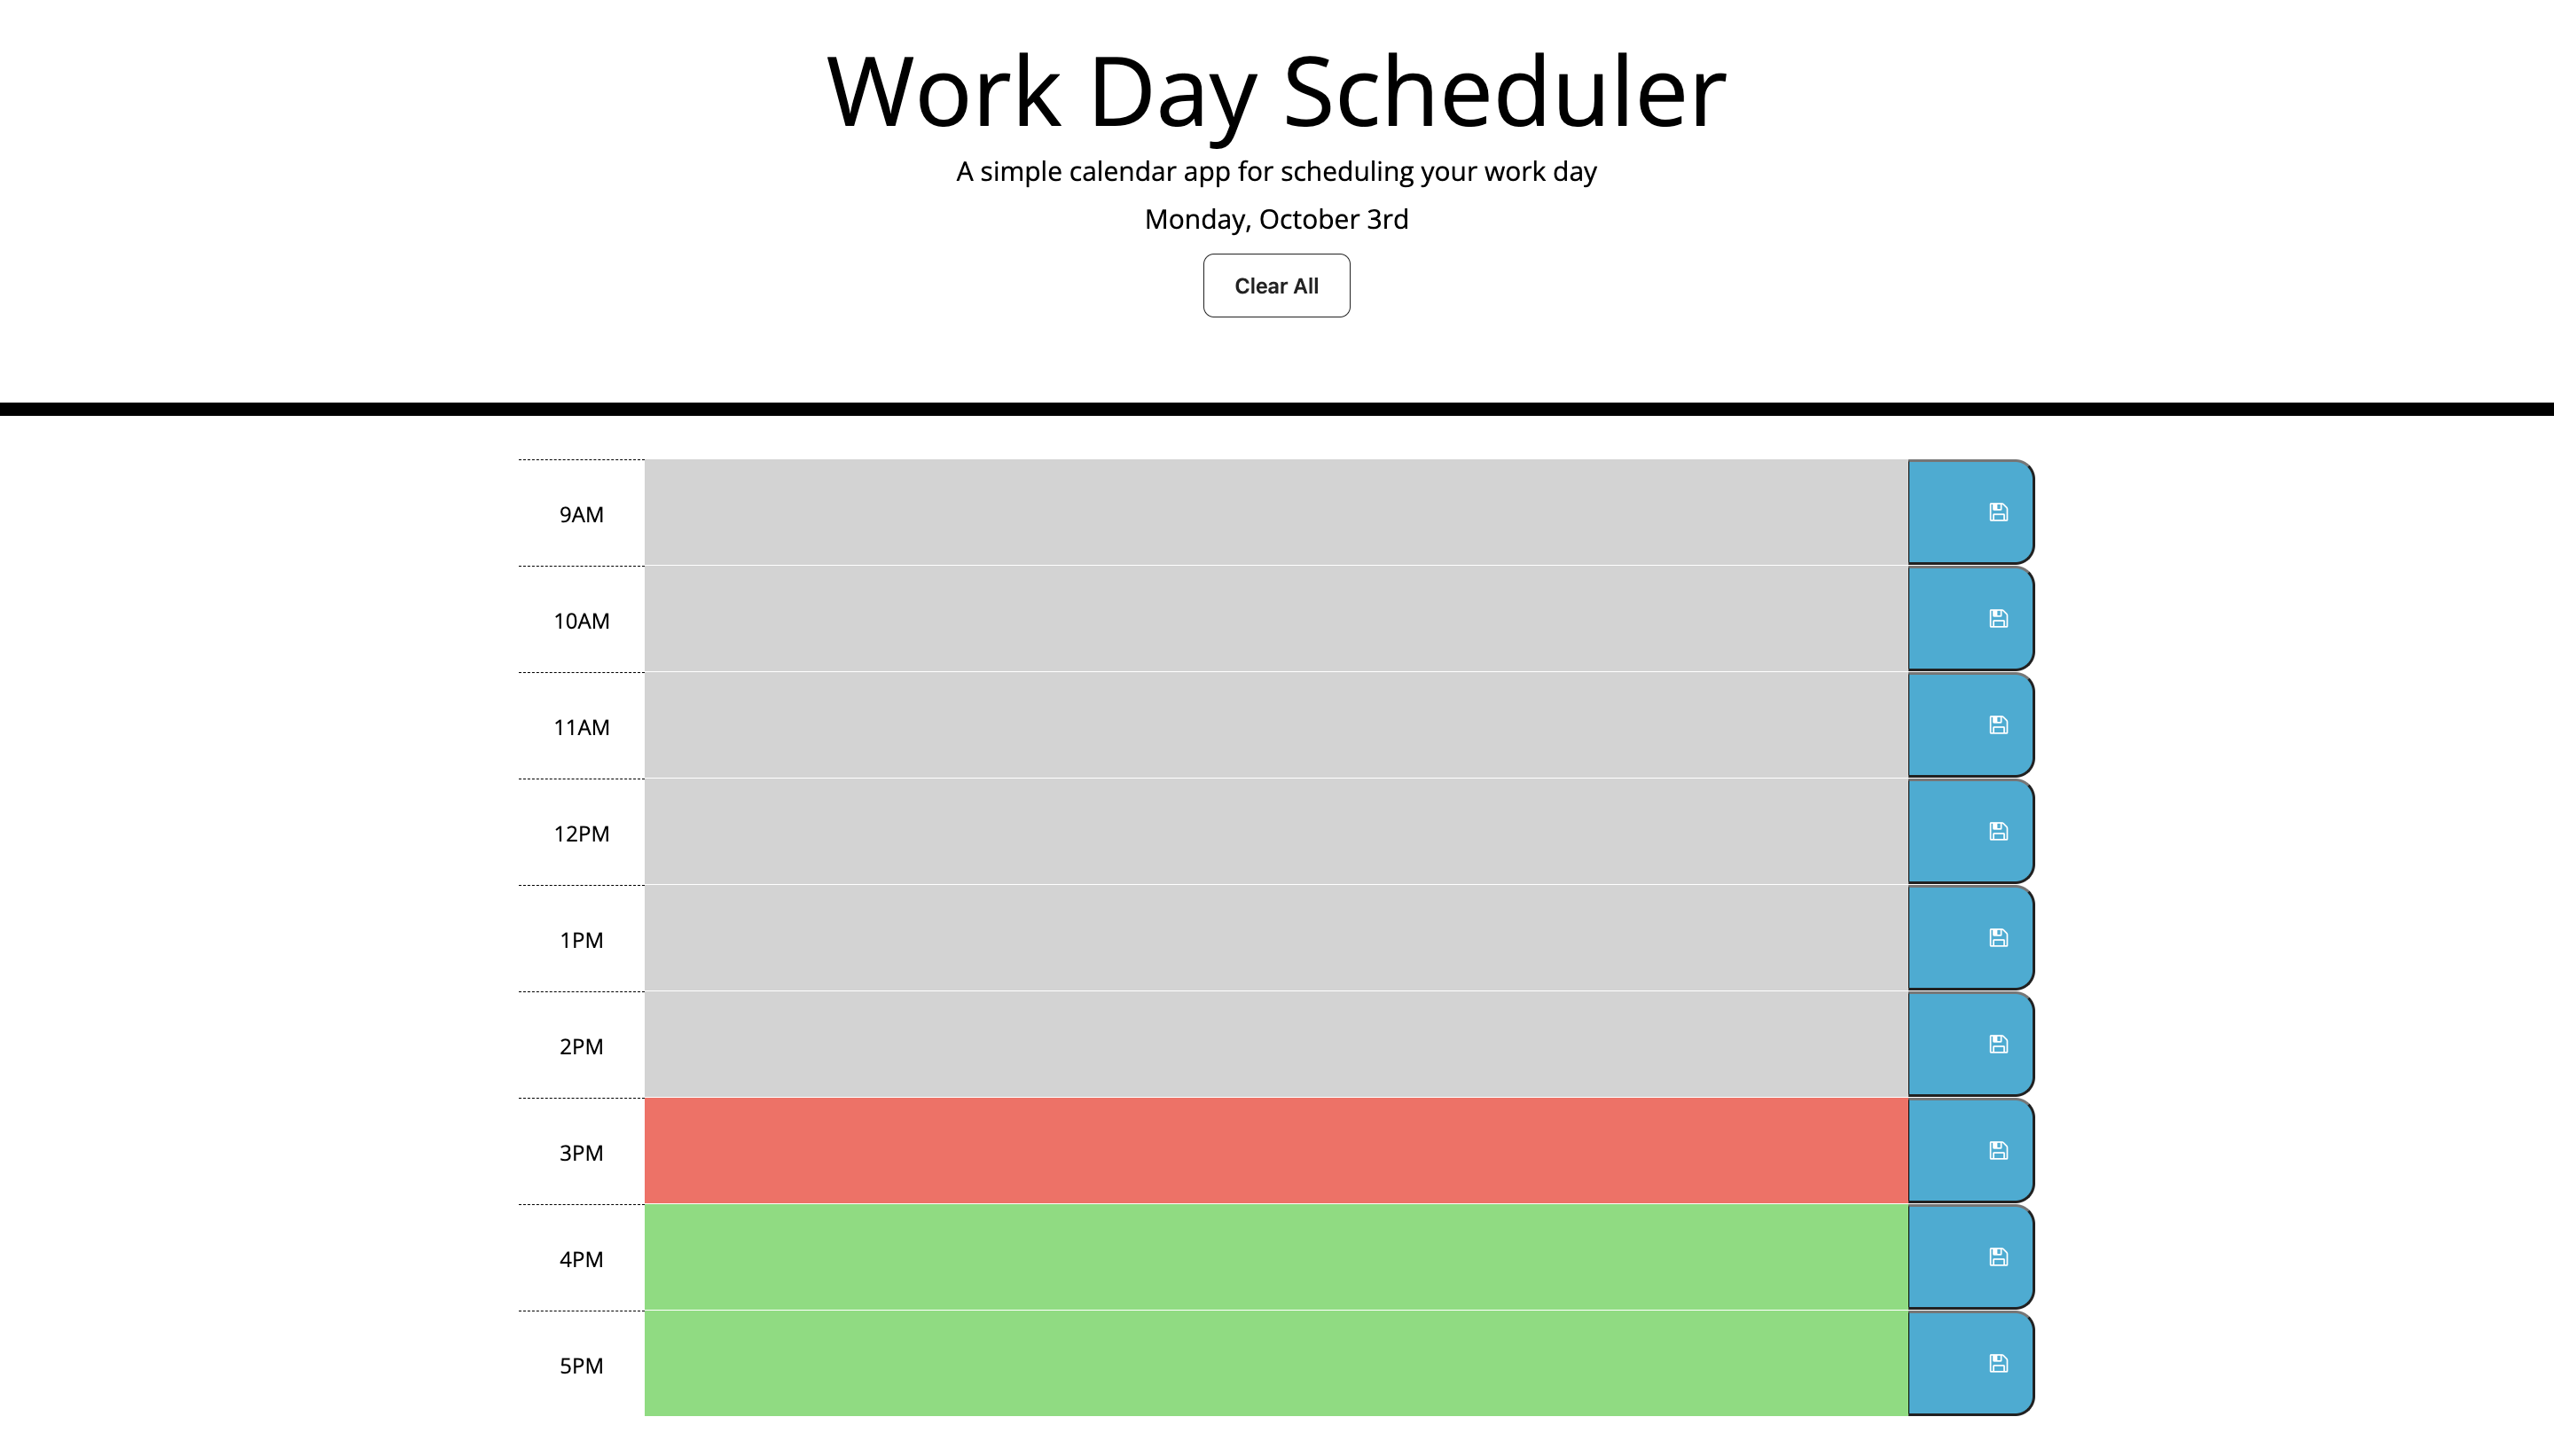 Work Day Scheduler
A simple calendar app for scheduling your work day
Monday, October 3rd
Clear All
9AM
10AM
11AM
12PM
1PM
2PM
3PM
4PM
5PM